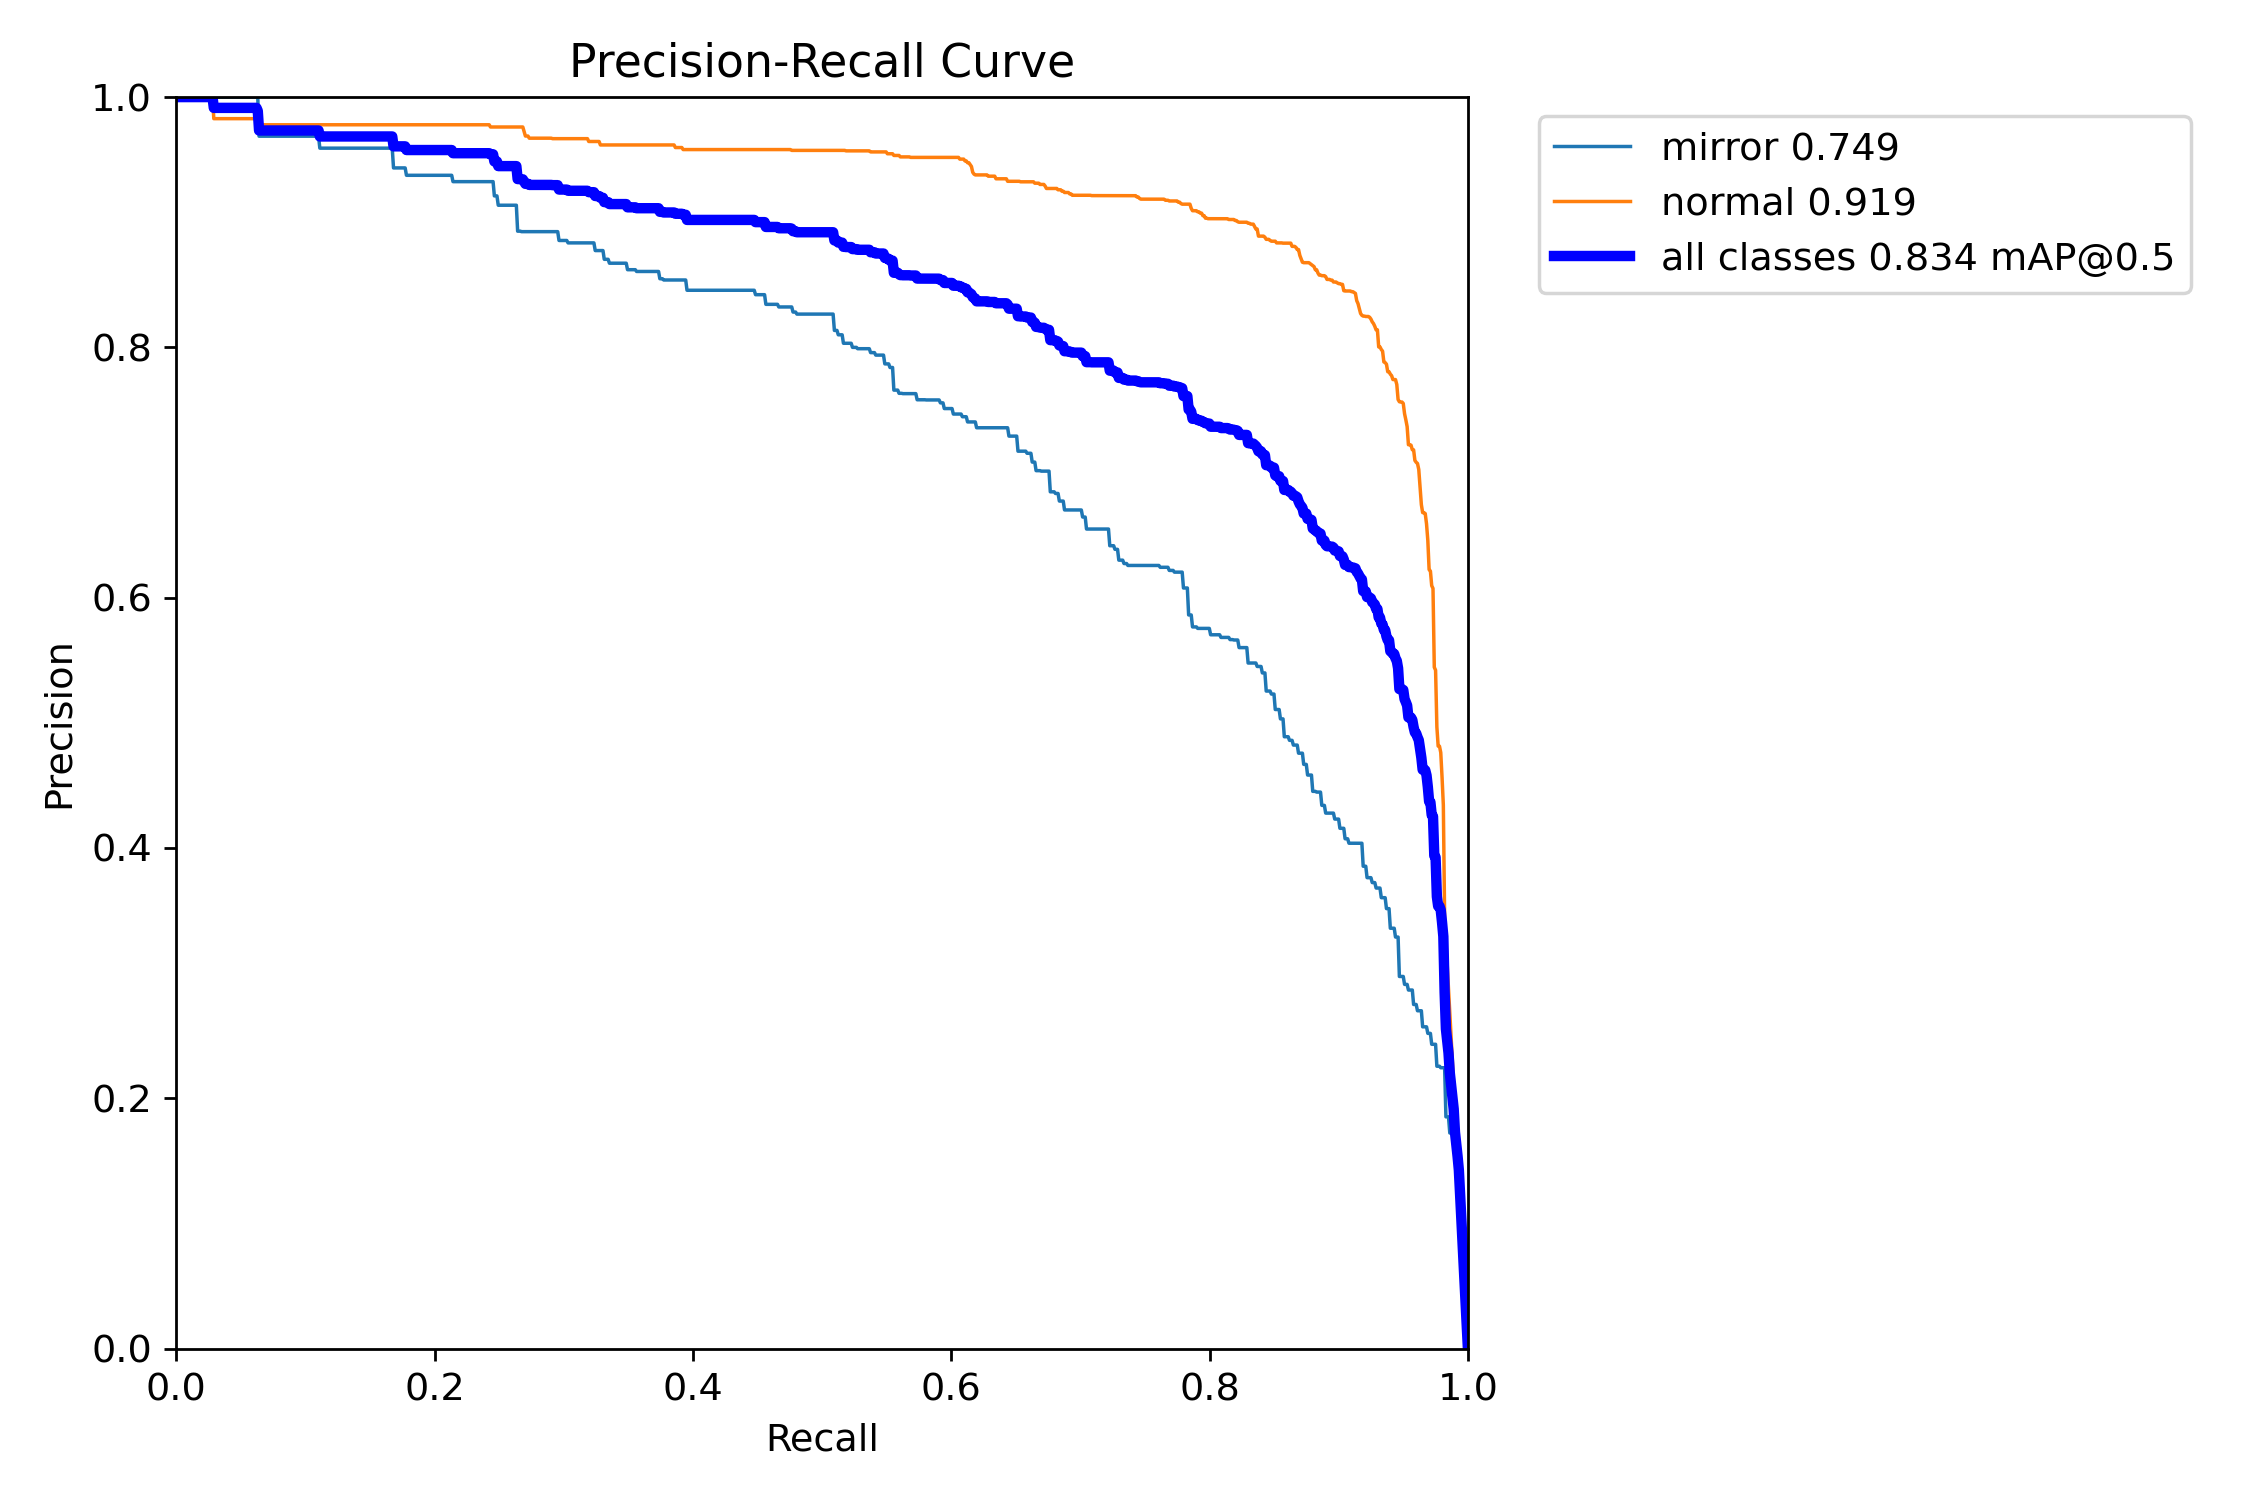 Precision-Recall Curve
1.0
0.8
0.6
0.4
0.2
0.0
Precision
0.0 0.2 0.4 0.6 0.8 1.0
Recall
mirror 0.749
normal 0.919
all classes 0.834 mAP@0.5